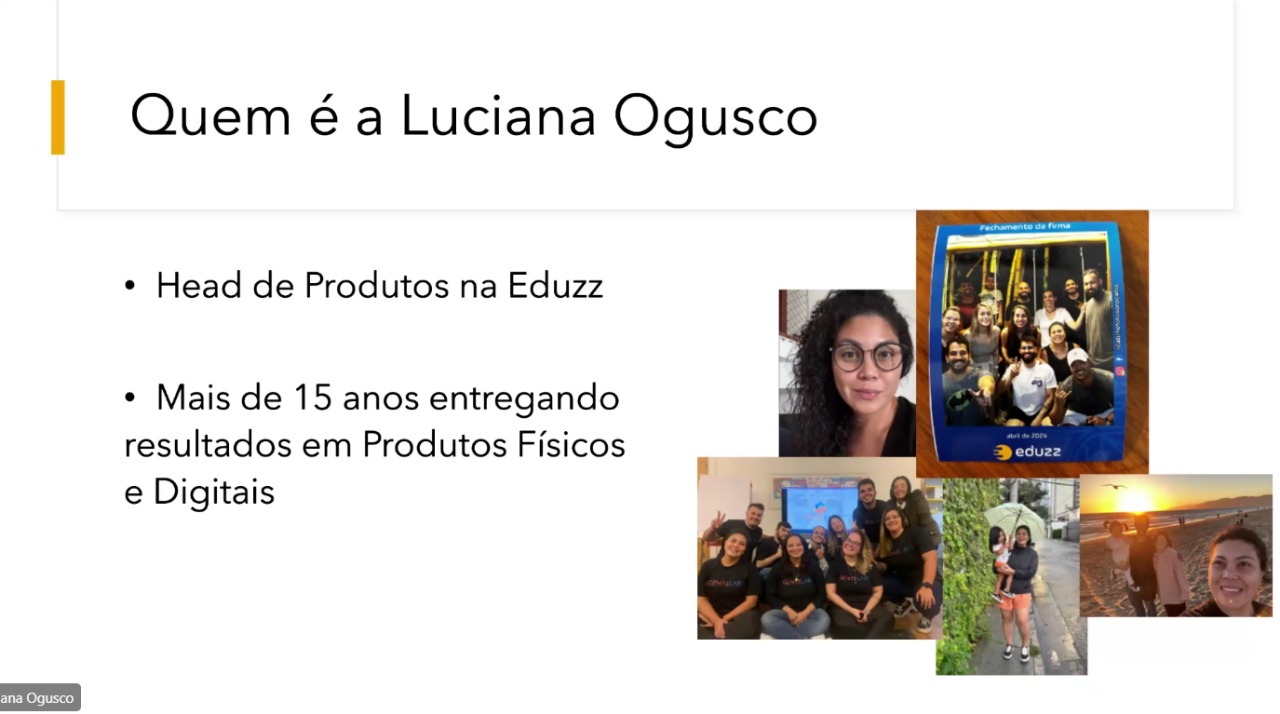 Quem é a Luciana Ogusco
• Head de Produtos na Eduzz
• Mais de 15 anos entregando
resultados em Produtos Físicos
e Digitais
Fechamento da firma
abril de 2024
eduzz
ana Ogusco